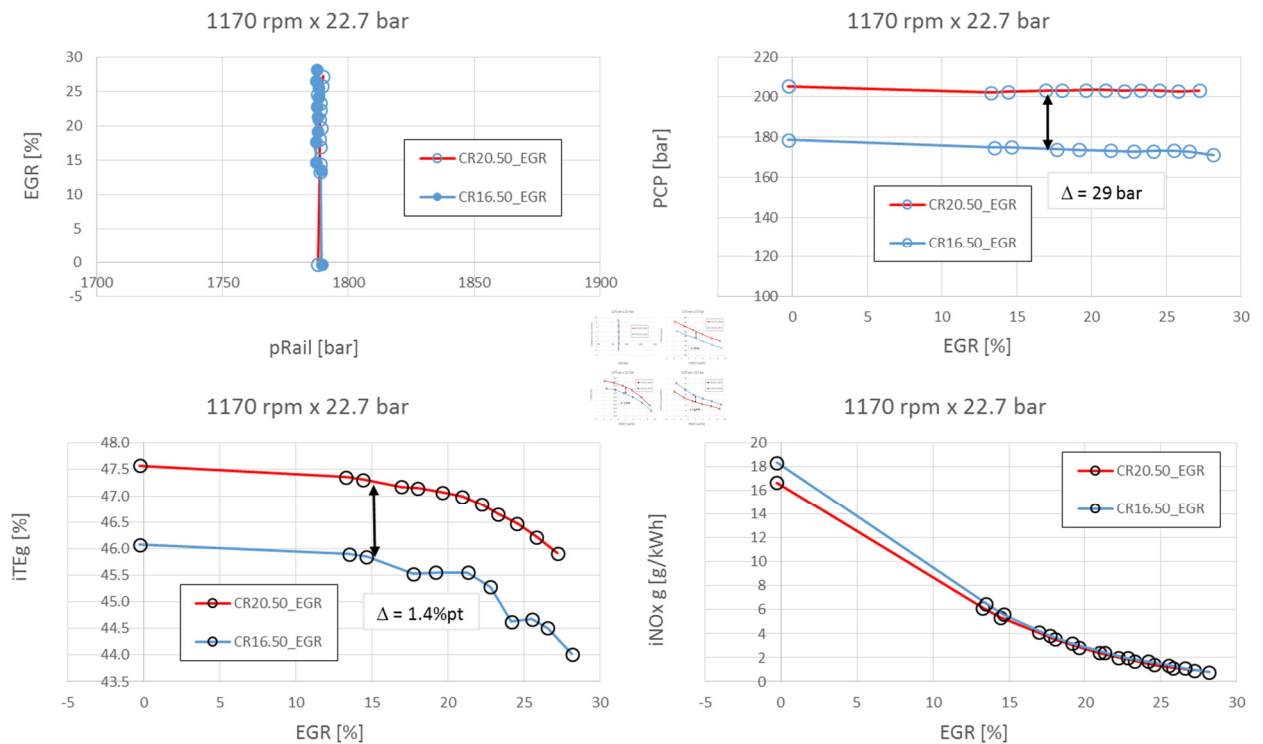 1170 rpm x 22.7 bar
30
25
20
15
10
5
0
-5
1700
1750
1800
1850
1900
EGR [%]
pRail [bar]
CR20.50_EGR
CR16.50_EGR
1170 rpm x 22.7 bar
220
200
180
160
140
120
100
0
5
10
15
20
25
30
PCP [bar]
EGR [%]
Δ = 29 bar
CR20.50_EGR
CR16.50_EGR
1170 rpm x 22.7 bar
48.0
47.5
47.0
46.5
46.0
45.5
45.0
44.5
44.0
43.5
-5
0
5
10
15
20
25
30
iTEg [%]
EGR [%]
CR20.50_EGR
CR16.50_EGR
Δ = 1.4%pt
1170 rpm x 22.7 bar
20
18
16
14
12
10
8
6
4
2
0
-5
0
5
10
15
20
25
30
iNOx g [g/kWh]
EGR [%]
CR20.50_EGR
CR16.50_EGR